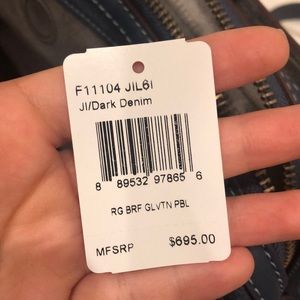 F11104 JIL6I
JI/Dark Denim
8 89532 97865 6
RG BRF GLVTN PBL
MFSRP $695.00